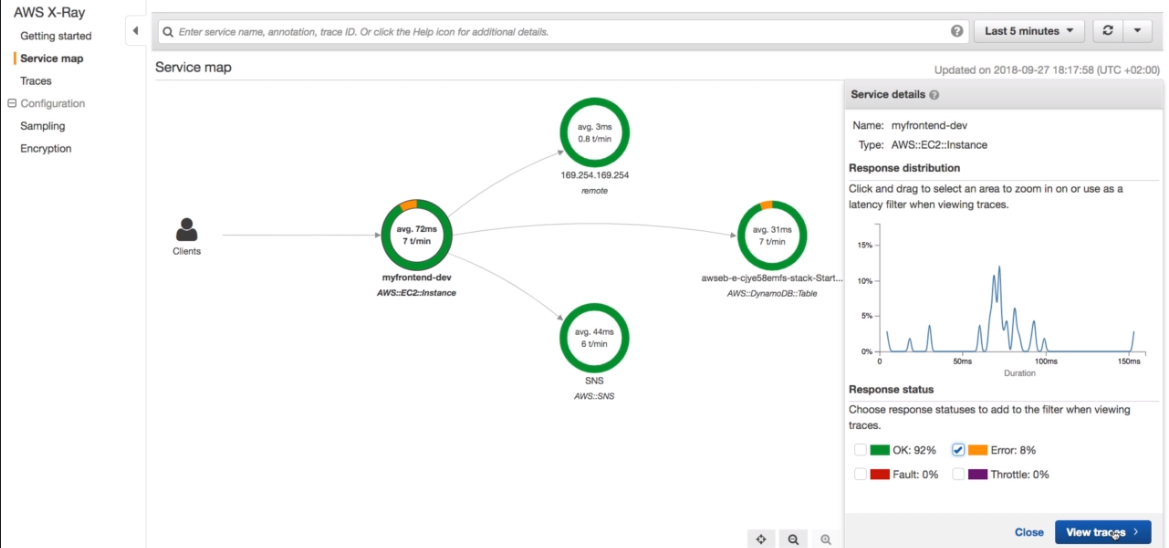 AWS X-Ray
Getting started
Service map
Traces
Configuration
Sampling
Encryption
Enter service name, annotation, trace ID. Or click the Help icon for additional details.
Last 5 minutes
Service map
Updated on 2018-09-27 18:17:58 (UTC +02:00)
Clients
avg. 72ms
7 t/min
myfrontend-dev
AWS::EC2::Instance
avg. 3ms
0.8 t/min
169.254.169.254
remote
avg. 31ms
7 t/min
awseb-e-cjye58emfs-stack-Start...
AWS::DynamoDB::Table
avg. 44ms
6 t/min
SNS
AWS::SNS
Service details
Name: myfrontend-dev
Type: AWS::EC2::Instance
Response distribution
Click and drag to select an area to zoom in on or use as a
latency filter when viewing traces.
15%
10%
5%
0%
0 50ms 100ms 150ms
Duration
Response status
Choose response statuses to add to the filter when viewing
traces.
OK: 92% Error: 8%
Fault: 0% Throttle: 0%
Close View traces